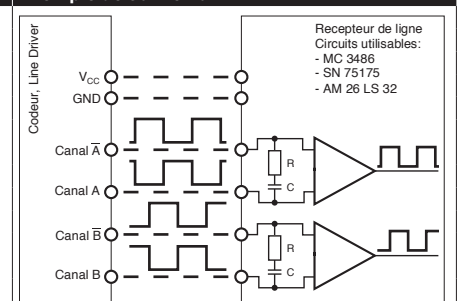 Recepteur de ligne
Circuits utilisables:
- MC 3486
- SN 75175
- AM 26 LS 32
Codeur, Line Driver
VCC
GND
Canal A̅
R
C
Canal A
Canal B̅
R
C
Canal B